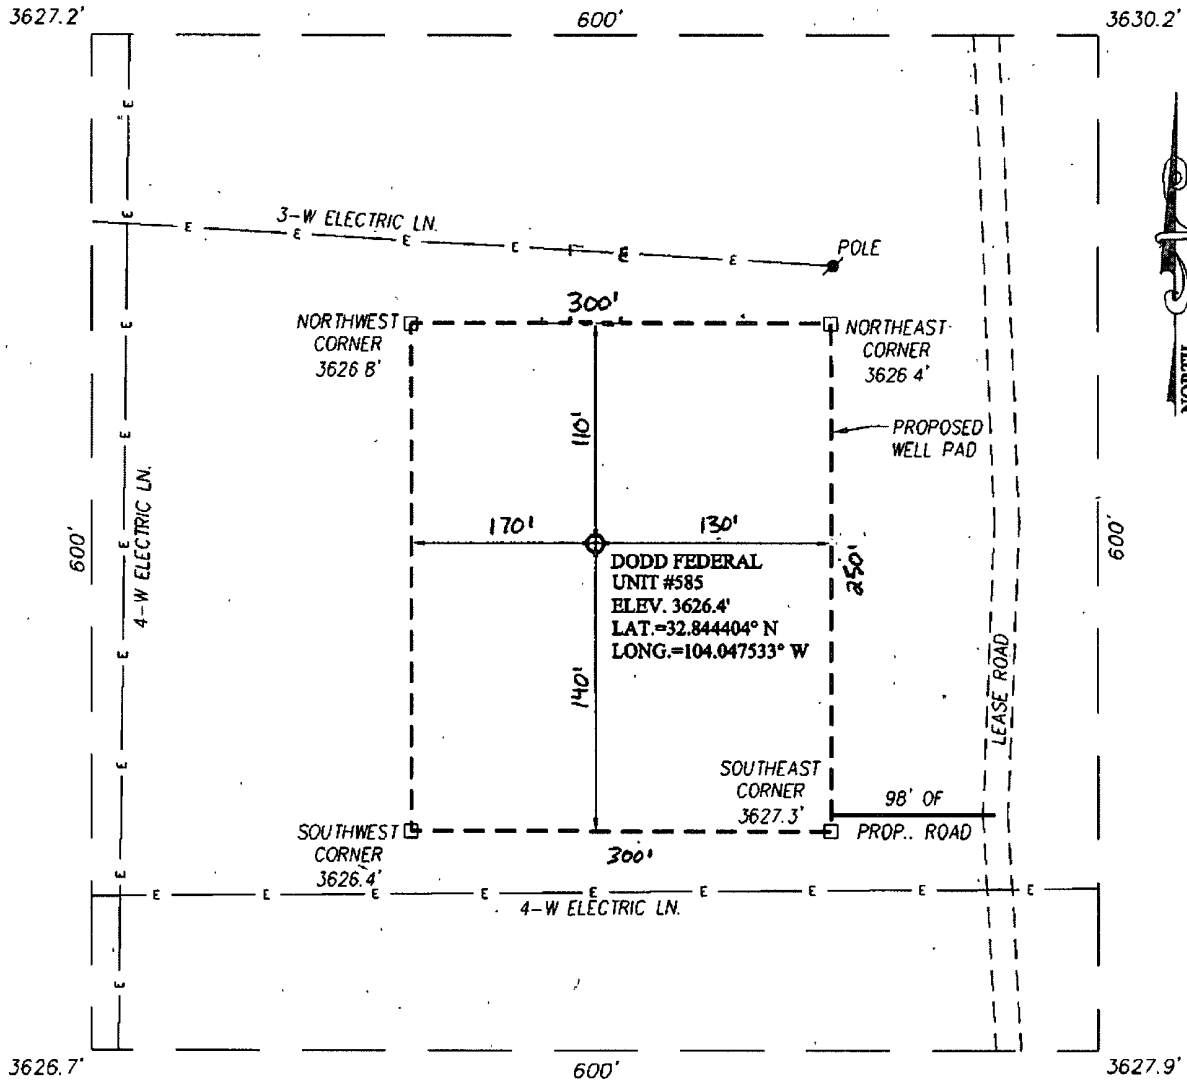 3627.2'
600'
3630.2'
E
E
3-W ELECTRIC LN.
E E E E E E
POLE
300'
NORTHWEST
CORNER
3626 8'
NORTHEAST
CORNER
3626 4'
NORTH
E
110'
PROPOSED
WELL PAD
E
4-W ELECTRIC LN.
170'
130'
600'
E
600'
DODD FEDERAL
UNIT #585
ELEV. 3626.4'
LAT.=32.844404° N
LONG.=104.047533° W
250'
E
140'
LEASE ROAD
E
SOUTHEAST
CORNER
3627.3'
98' OF
PROP.. ROAD
SOUTHWEST
CORNER
3626.4'
300'
E
E E E E E E E E E
4-W ELECTRIC LN.
E
3626.7'
600'
3627.9'